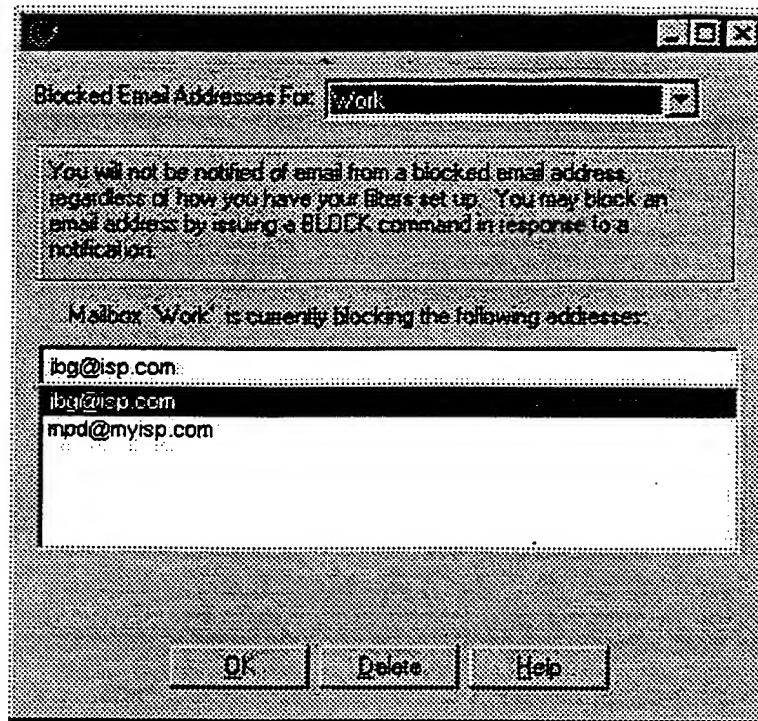 Blocked Email Addresses For: Work
You will not be notified of email from a blocked email address,
regardless of how you have your filters set up. You may block an
email address by issuing a BLOCK command in response to a
notification.
Mailbox 'Work' is currently blocking the following addresses:
ibg@isp.com
ibg@isp.com
mpd@myisp.com
OK Delete Help